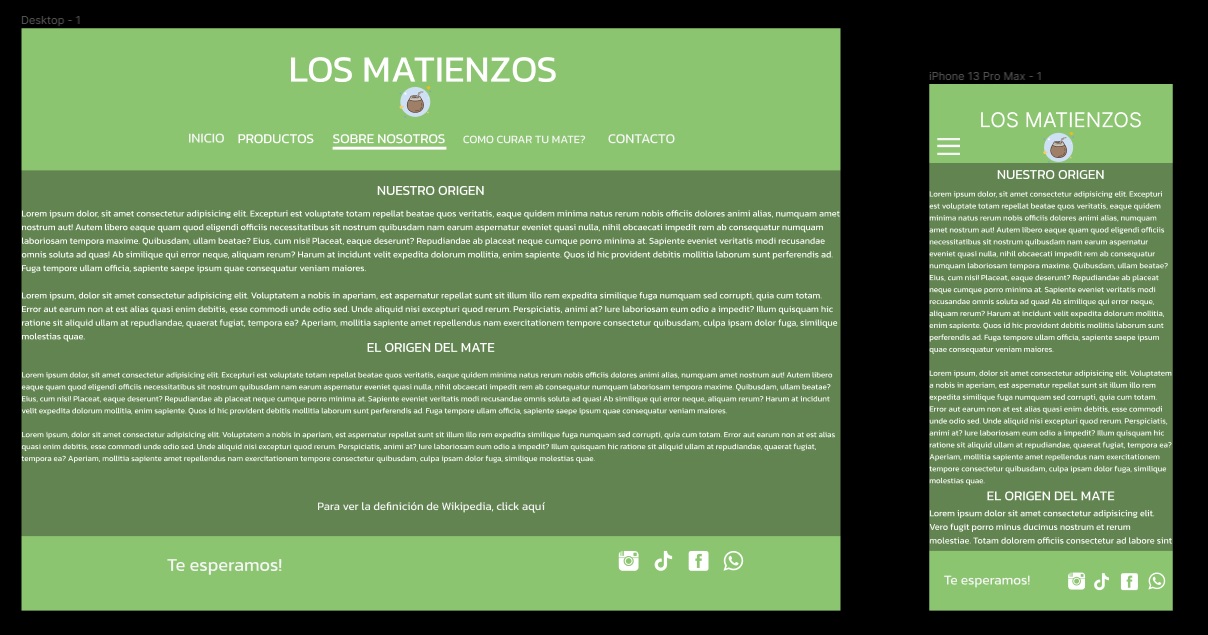 Desktop - 1
LOS MATIENZOS
INICIO PRODUCTOS SOBRE NOSOTROS COMO CURAR TU MATE? CONTACTO
NUESTRO ORIGEN
Lorem ipsum dolor, sit amet consectetur adipisicing elit. Excepturi est voluptate totam repellat beatae quos veritatis, eaque quidem minima natus rerum nobis officiis dolores animi alias, numquam amet
nostrum aut! Autem libero eaque quam quod eligendi officiis necessitatibus sit nostrum quibusdam nam earum aspernatur eveniet quasi nulla, nihil obcaecati impedit rem ab consequatur numquam
laboriosam tempora maxime. Quibusdam, ullam beatae? Eius, cum nisi! Placeat, eaque deserunt? Repudiandae ab placeat neque cumque porro minima at. Sapiente eveniet veritatis modi recusandae
omnis soluta ad quas! Ab similique qui error neque, aliquam rerum? Harum at incidunt velit expedita dolorum mollitia, enim sapiente. Quos id hic provident debitis mollitia laborum sunt perferendis ad.
Fuga tempore ullam officia, sapiente saepe ipsum quae consequatur veniam maiores.
Lorem ipsum, dolor sit amet consectetur adipisicing elit. Voluptatem a nobis in aperiam, est aspernatur repellat sunt sit illum illo rem expedita similique fuga numquam sed corrupti, quia cum totam.
Error aut earum non at est alias quasi enim debitis, esse commodi unde odio sed. Unde aliquid nisi excepturi quod rerum. Perspiciatis, animi at? Iure laboriosam eum odio a impedit? Illum quisquam hic
ratione sit aliquid ullam at repudiandae, quaerat fugiat, tempora ea? Aperiam, mollitia sapiente amet repellendus nam exercitationem tempore consectetur quibusdam, culpa ipsam dolor fuga, similique
molestias quae.
EL ORIGEN DEL MATE
Lorem ipsum dolor, sit amet consectetur adipisicing elit. Excepturi est voluptate totam repellat beatae quos veritatis, eaque quidem minima natus rerum nobis officiis dolores animi alias, numquam amet nostrum aut! Autem libero
eaque quam quod eligendi officiis necessitatibus sit nostrum quibusdam nam earum aspernatur eveniet quasi nulla, nihil obcaecati impedit rem ab consequatur numquam laboriosam tempora maxime. Quibusdam, ullam beatae?
Eius, cum nisi! Placeat, eaque deserunt? Repudiandae ab placeat neque cumque porro minima at. Sapiente eveniet veritatis modi recusandae omnis soluta ad quas! Ab similique qui error neque, aliquam rerum? Harum at incidunt
velit expedita dolorum mollitia, enim sapiente. Quos id hic provident debitis mollitia laborum sunt perferendis ad. Fuga tempore ullam officia, sapiente saepe ipsum quae consequatur veniam maiores.
Lorem ipsum, dolor sit amet consectetur adipisicing elit. Voluptatem a nobis in aperiam, est aspernatur repellat sunt sit illum illo rem expedita similique fuga numquam sed corrupti, quia cum totam. Error aut earum non at est alias
quasi enim debitis, esse commodi unde odio sed. Unde aliquid nisi excepturi quod rerum. Perspiciatis, animi at? Iure laboriosam eum odio a impedit? Illum quisquam hic ratione sit aliquid ullam at repudiandae, quaerat fugiat,
tempora ea? Aperiam, mollitia sapiente amet repellendus nam exercitationem tempore consectetur quibusdam, culpa ipsam dolor fuga, similique molestias quae.
Para ver la definición de Wikipedia, click aquí
Te esperamos!
iPhone 13 Pro Max - 1
LOS MATIENZOS
NUESTRO ORIGEN
Lorem ipsum dolor, sit amet consectetur adipisicing elit. Excepturi
est voluptate totam repellat beatae quos veritatis, eaque quidem
minima natus rerum nobis officiis dolores animi alias, numquam
amet nostrum aut! Autem libero eaque quam quod eligendi officiis
necessitatibus sit nostrum quibusdam nam earum aspernatur
eveniet quasi nulla, nihil obcaecati impedit rem ab consequatur
numquam laboriosam tempora maxime. Quibusdam, ullam beatae?
Eius, cum nisi! Placeat, eaque deserunt? Repudiandae ab placeat
neque cumque porro minima at. Sapiente eveniet veritatis modi
recusandae omnis soluta ad quas! Ab similique qui error neque,
aliquam rerum? Harum at incidunt velit expedita dolorum mollitia,
enim sapiente. Quos id hic provident debitis mollitia laborum sunt
perferendis ad. Fuga tempore ullam officia, sapiente saepe ipsum
quae consequatur veniam maiores.
Lorem ipsum, dolor sit amet consectetur adipisicing elit. Voluptatem
a nobis in aperiam, est aspernatur repellat sunt sit illum illo rem
expedita similique fuga numquam sed corrupti, quia cum totam.
Error aut earum non at est alias quasi enim debitis, esse commodi
unde odio sed. Unde aliquid nisi excepturi quod rerum. Perspiciatis,
animi at? Iure laboriosam eum odio a impedit? Illum quisquam hic
ratione sit aliquid ullam at repudiandae, quaerat fugiat, tempora ea?
Aperiam, mollitia sapiente amet repellendus nam exercitationem
tempore consectetur quibusdam, culpa ipsam dolor fuga, similique
molestias quae.
EL ORIGEN DEL MATE
Lorem ipsum dolor sit amet consectetur adipisicing elit.
Vero fugit porro minus ducimus nostrum et rerum
molestiae. Totam dolorem officiis consectetur ad labore sint
Te esperamos!